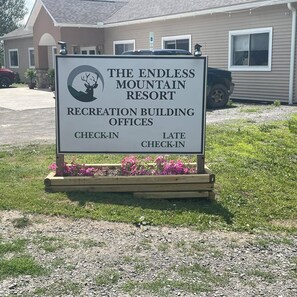 THE ENDLESS
MOUNTAIN
RESORT
RECREATION BUILDING
OFFICES
CHECK-IN LATE
CHECK-IN